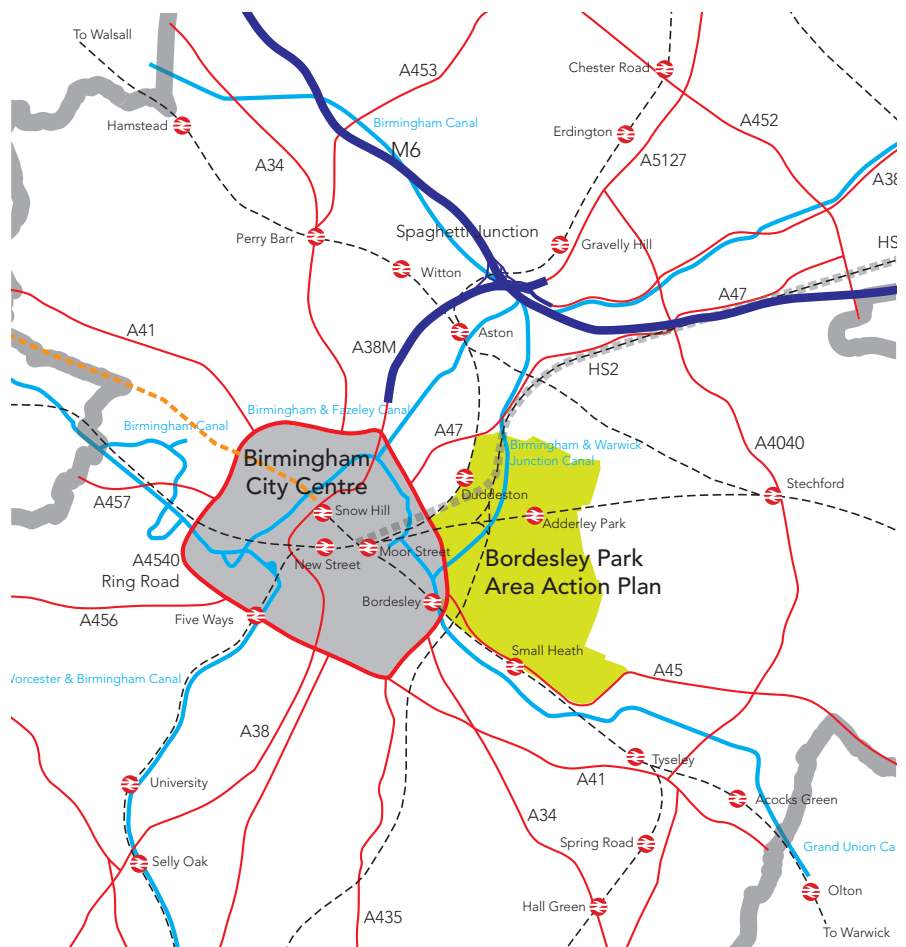 To Walsall
A453
Chester Road
Hamstead
Birmingham Canal
Erdington
A452
M6
A34
A5127
A38
Perry Barr
Spaghetti Junction
Gravelly Hill
HS
Witton
A47
A41
Aston
A38M
HS2
Birmingham & Fazeley Canal
Birmingham Canal
A47
Birmingham & Warwick
Junction Canal
A4040
Birmingham
City Centre
Duddeston
Stechford
A457
Snow Hill
Adderley Park
A4540
Ring Road
New Street
Moor Street
Bordesley Park
Area Action Plan
Bordesley
A456
Five Ways
Small Heath
A45
Worcester & Birmingham Canal
A38
Tyseley
University
A41
Acocks Green
A34
Spring Road
Grand Union Ca
Selly Oak
Olton
Hall Green
A435
To Warwick